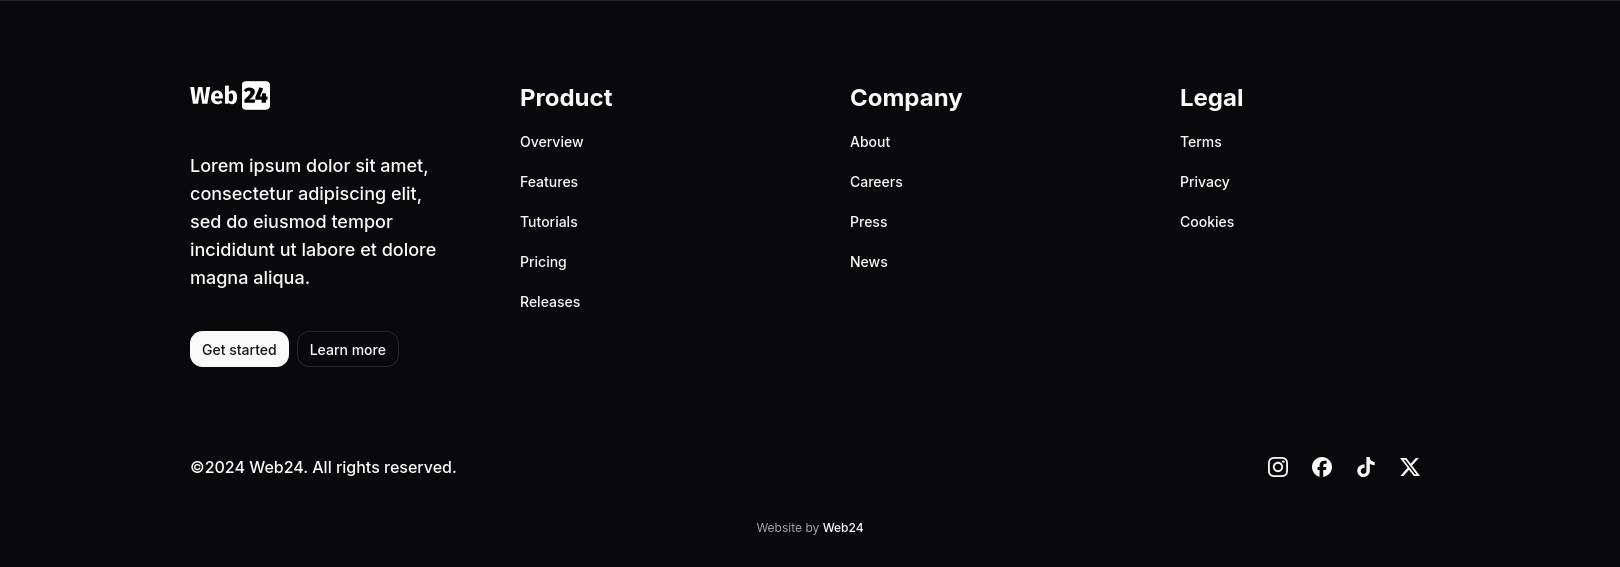 Web 24
Lorem ipsum dolor sit amet,
consectetur adipiscing elit,
sed do eiusmod tempor
incididunt ut labore et dolore
magna aliqua.
Get started
Learn more
Product
Overview
Features
Tutorials
Pricing
Releases
Company
About
Careers
Press
News
Legal
Terms
Privacy
Cookies
©2024 Web24. All rights reserved.
Website by Web24